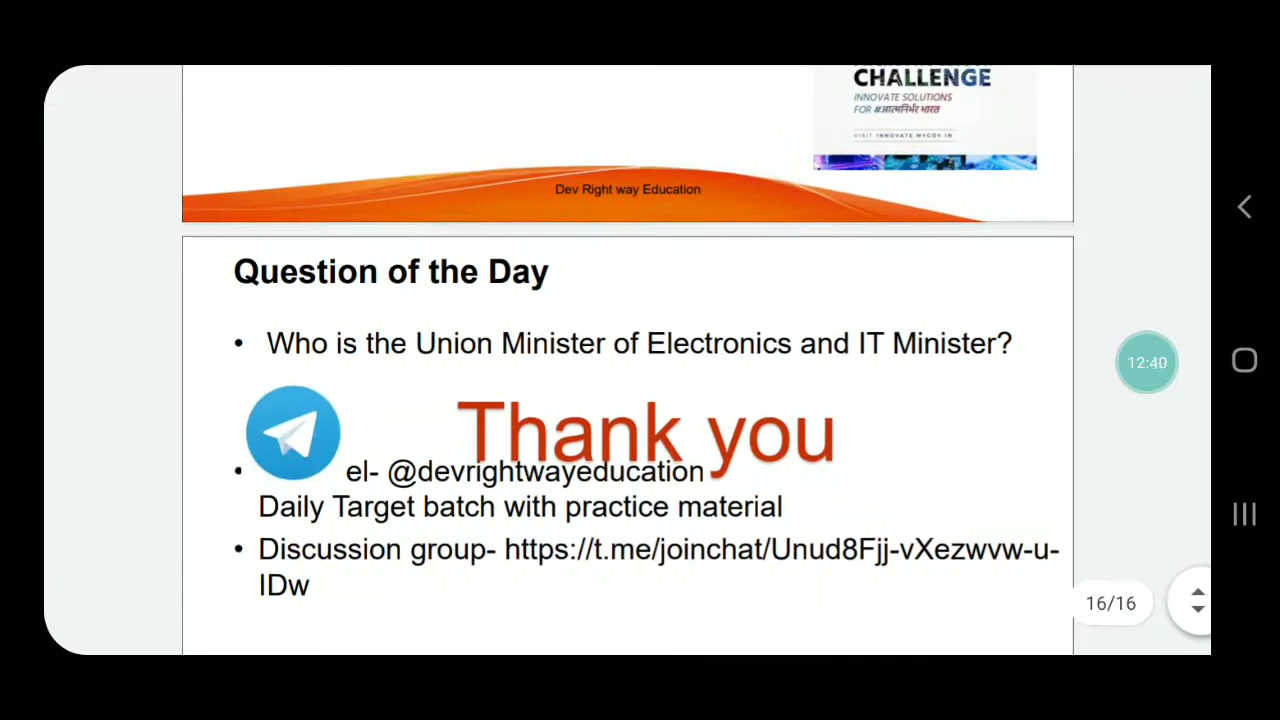 CHALLENGE
INNOVATE SOLUTIONS
FOR #आत्मनिर्भर भारत
VISIT INNOVATE.MYGOV.IN
Dev Right way Education
Question of the Day
• Who is the Union Minister of Electronics and IT Minister?
Thank you
• el- @devrightwayeducation
Daily Target batch with practice material
• Discussion group- https://t.me/joinchat/Unud8Fjj-vXezwvw-u-
IDw
12:40
16/16